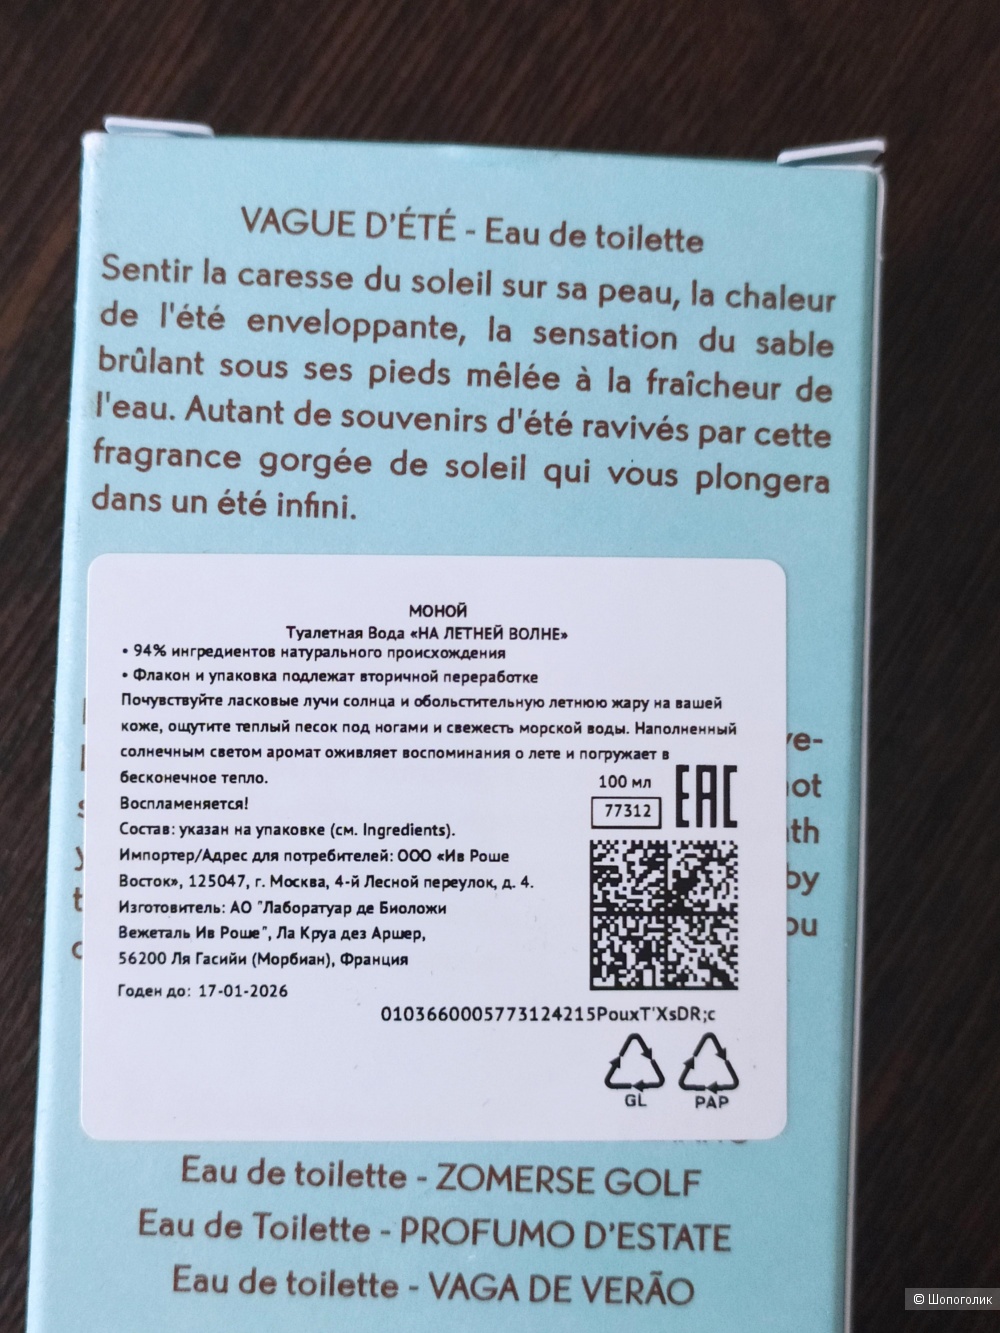 VAGUE D'ÉTÉ - Eau de toilette
Sentir la caresse du soleil sur sa peau, la chaleur
de l'été enveloppante, la sensation du sable
brûlant sous ses pieds mêlée à la fraîcheur de
l'eau. Autant de souvenirs d'été ravivés par cette
fragrance gorgée de soleil qui vous plongera
dans un été infini.
МОНОЙ
Туалетная Вода «НА ЛЕТНЕЙ ВОЛНЕ»
• 94% ингредиентов натурального происхождения
• Флакон и упаковка подлежат вторичной переработке
Почувствуйте ласковые лучи солнца и обольстительную летнюю жару на вашей
коже, ощутите теплый песок под ногами и свежесть морской воды. Наполненный
солнечным светом аромат оживляет воспоминания о лете и погружает в
бесконечное тепло.
100 мл
EAC
Воспламеняется!
77312
Состав: указан на упаковке (см. Ingredients).
Импортер/Адрес для потребителей: ООО «Ив Роше
Восток», 125047, г. Москва, 4-й Лесной переулок, д. 4.
Изготовитель: АО "Лаборатуар де Биоложи
Вежеталь Ив Роше", Ла Круа дез Аршер,
56200 Ля Гасийи (Морбиан), Франция
Годен до: 17-01-2026
0103660005773124215PouxT'XsDR;c
GL PAP
ve-
not
by
Eau de toilette - ZOMERSE GOLF
Eau de Toilette - PROFUMO D'ESTATE
Eau de toilette - VAGA DE VERÃO
© Шопоголик